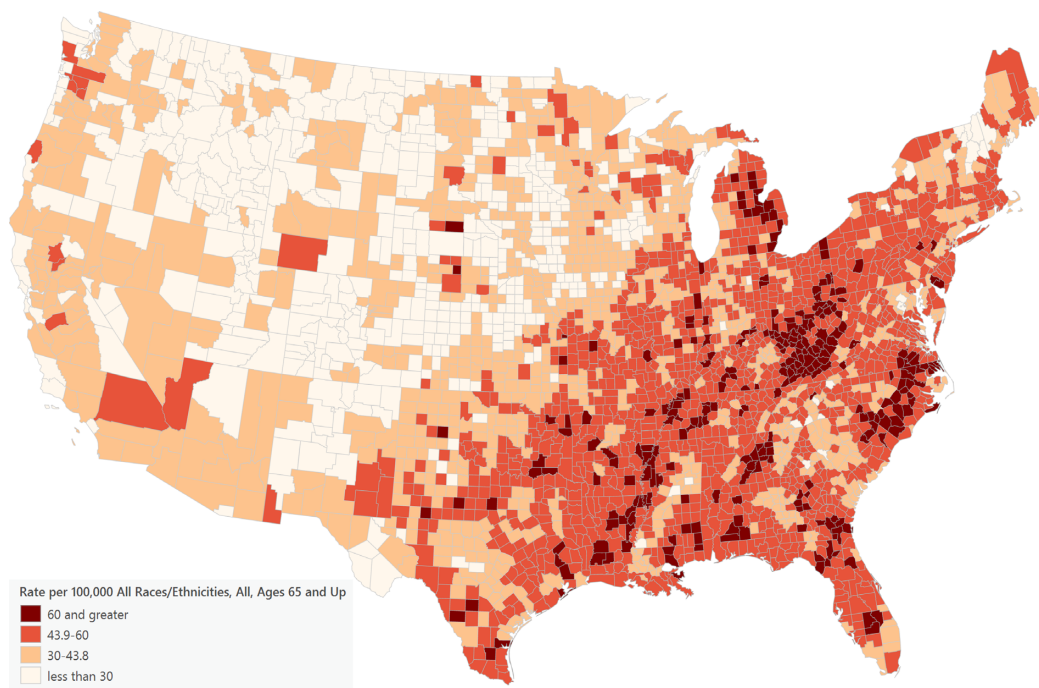 Rate per 100,000 All Races/Ethnicities, All, Ages 65 and Up
60 and greater
43.9-60
30-43.8
less than 30